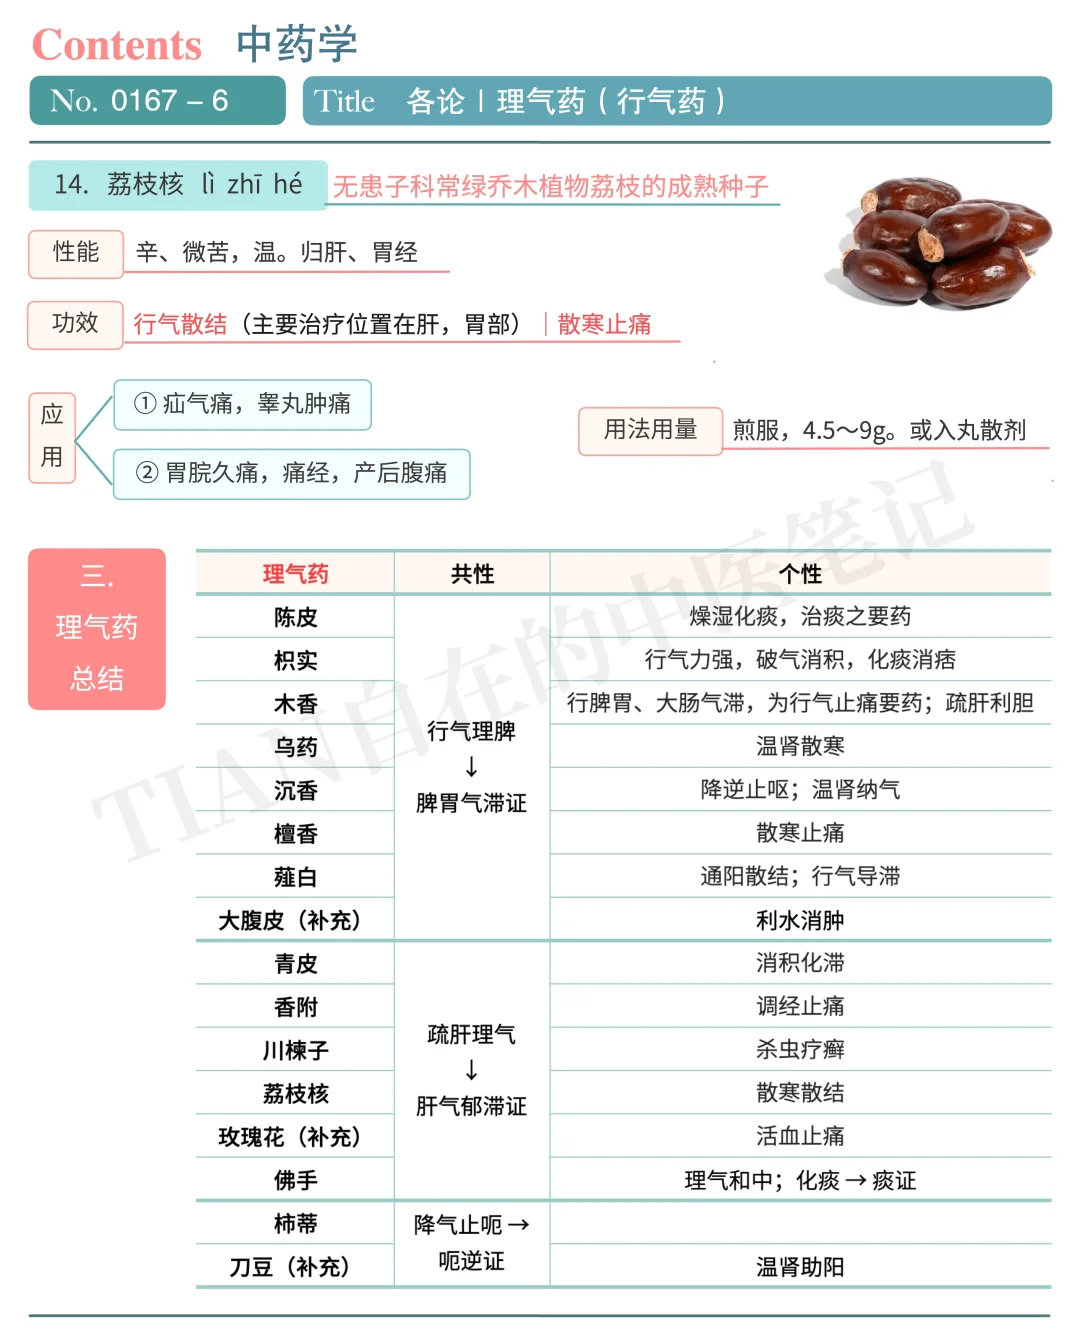 Contents 中药学
No. 0167 – 6
Title 各论 | 理气药（行气药）
14. 荔枝核 lì zhī hé 无患子科常绿乔木植物荔枝的成熟种子
性能 辛、微苦，温。归肝、胃经
功效 行气散结（主要治疗位置在肝，胃部）｜散寒止痛
应用
① 疝气痛，睾丸肿痛
② 胃脘久痛，痛经，产后腹痛
用法用量 煎服，4.5～9g。或入丸散剂
三.
理气药
总结
理气药 共性 个性
陈皮 燥湿化痰，治痰之要药
枳实 行气力强，破气消积，化痰消痞
木香 行脾胃、大肠气滞，为行气止痛要药；疏肝利胆
行气理脾
↓
脾胃气滞证
乌药 温肾散寒
沉香 降逆止呕；温肾纳气
檀香 散寒止痛
薤白 通阳散结；行气导滞
大腹皮（补充） 利水消肿
青皮 消积化滞
香附 调经止痛
疏肝理气
↓
肝气郁滞证
川楝子 杀虫疗癣
荔枝核 散寒散结
玫瑰花（补充） 活血止痛
佛手 理气和中；化痰 → 痰证
柿蒂 降气止呃 →
呃逆证
刀豆（补充） 温肾助阳
TIAN自在的中医笔记